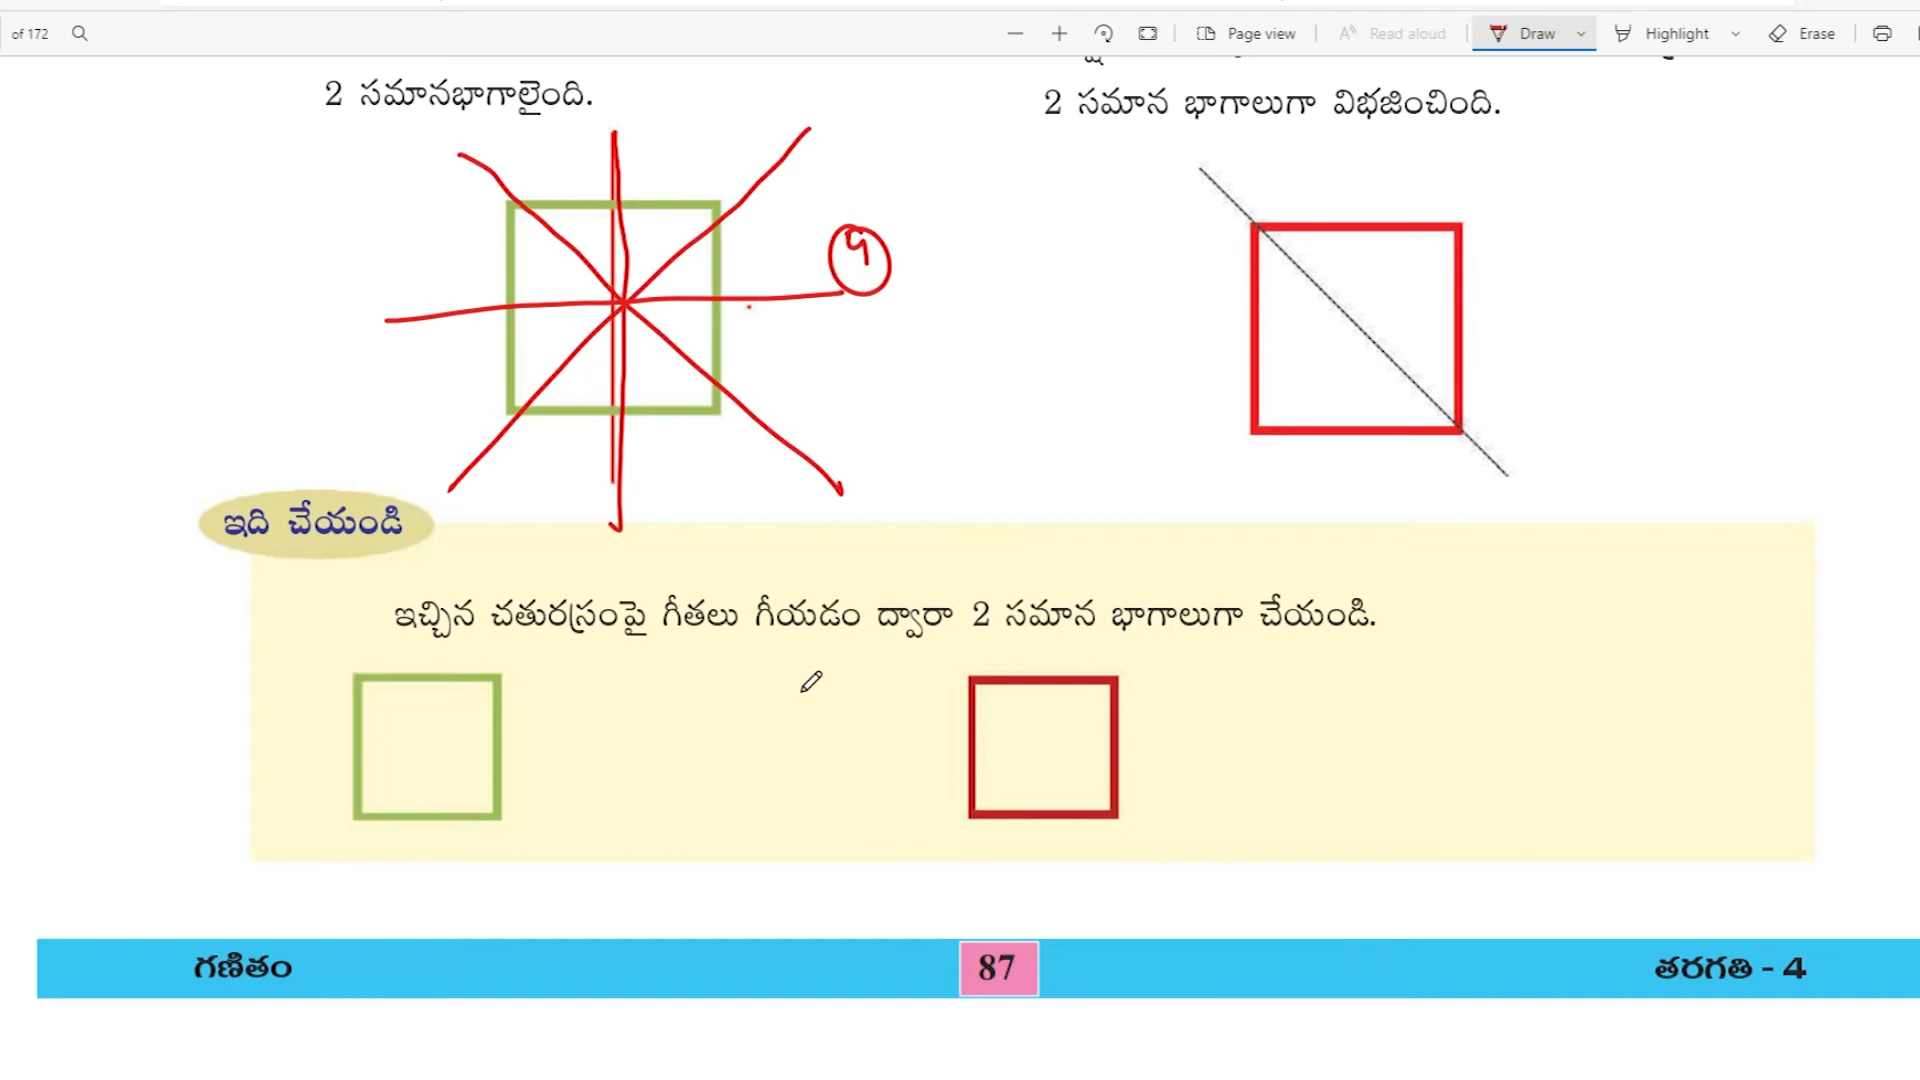 of 172
Page view
Read aloud
Draw
Highlight
Erase
2 సమానభాగాలైంది.
2 సమాన భాగాలుగా విభజించింది.
ఇది చేయండి
ఇచ్చిన చతురస్రంపై గీతలు గీయడం ద్వారా 2 సమాన భాగాలుగా చేయండి.
గణితం
87
తరగతి - 4